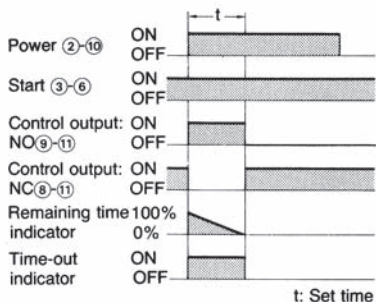 t
Power ②-⑩ ON
OFF
Start ③-⑥ ON
OFF
Control output: ON
NO⑨-⑪ OFF
Control output: ON
NC⑧-⑪ OFF
Remaining time 100%
indicator 0%
Time-out ON
indicator OFF
t: Set time